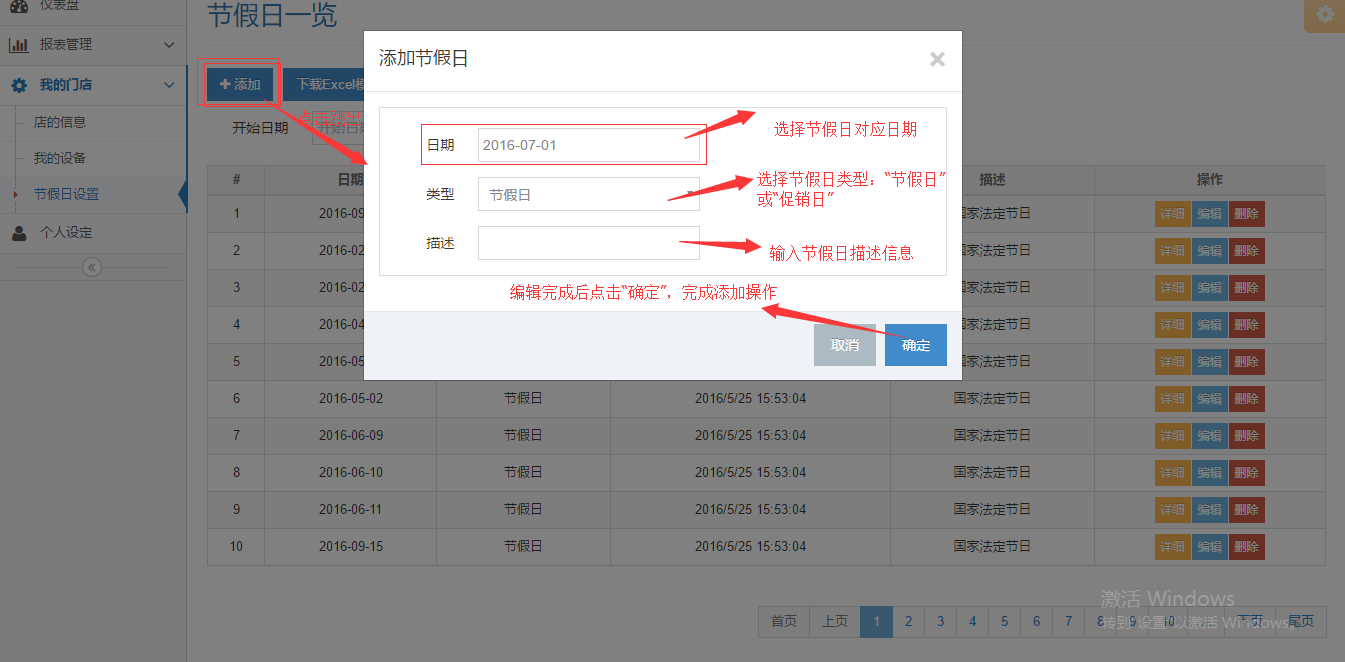 仪表盘
报表管理
我的门店
店的信息
我的设备
节假日设置
个人设定
节假日一览
添加
下载Excel模
开始日期
开始日期
添加节假日
日期
2016-07-01
选择节假日对应日期
类型
节假日
选择节假日类型：“节假日”
或“促销日”
描述
输入节假日描述信息
编辑完成后点击“确定”，完成添加操作
取消
确定
# 日期 描述 操作
1 2016-09 国家法定节日 详细 编辑 删除
2 2016-02 国家法定节日 详细 编辑 删除
3 2016-02 国家法定节日 详细 编辑 删除
4 2016-04 国家法定节日 详细 编辑 删除
5 2016-05 国家法定节日 详细 编辑 删除
6 2016-05-02 节假日 2016/5/25 15:53:04 国家法定节日 详细 编辑 删除
7 2016-06-09 节假日 2016/5/25 15:53:04 国家法定节日 详细 编辑 删除
8 2016-06-10 节假日 2016/5/25 15:53:04 国家法定节日 详细 编辑 删除
9 2016-06-11 节假日 2016/5/25 15:53:04 国家法定节日 详细 编辑 删除
10 2016-09-15 节假日 2016/5/25 15:53:04 国家法定节日 详细 编辑 删除
首页 上页 1 2 3 4 5 6 7 8 9 10 下页 尾页
激活 Windows
转到“设置”以激活 Windows。